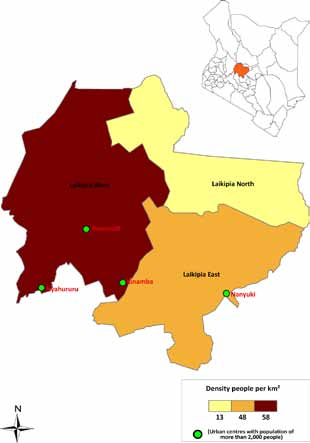 Laikipia West
Laikipia North
Rumuruti
Laikipia East
Kinamba
Nyahururu
Nanyuki
Density people per km²
13 48 58
(Urban centres with population of
more than 2,000 people)
N